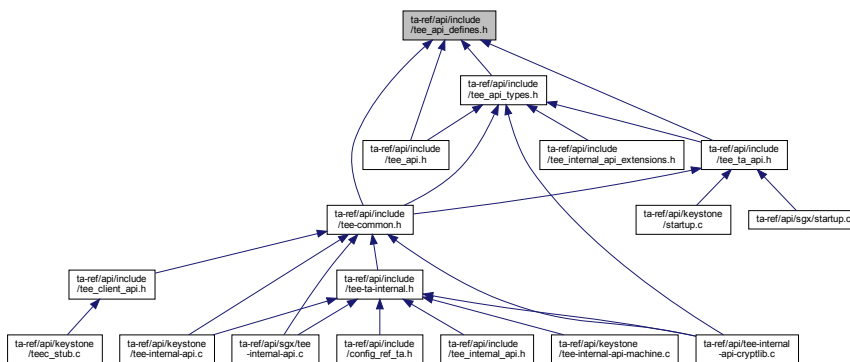 ta-ref/api/include
/tee_api_defines.h
ta-ref/api/include
/tee_api_types.h
ta-ref/api/include
/tee_api.h
ta-ref/api/include
/tee_internal_api_extensions.h
ta-ref/api/include
/tee_ta_api.h
ta-ref/api/include
/tee-common.h
ta-ref/api/keystone
/startup.c
ta-ref/api/sgx/startup.c
ta-ref/api/include
/tee_client_api.h
ta-ref/api/include
/tee-ta-internal.h
ta-ref/api/keystone
/teec_stub.c
ta-ref/api/keystone
/tee-internal-api.c
ta-ref/api/sgx/tee
-internal-api.c
ta-ref/api/include
/config_ref_ta.h
ta-ref/api/include
/tee_internal_api.h
ta-ref/api/keystone
/tee-internal-api-machine.c
ta-ref/api/tee-internal
-api-cryptlib.c